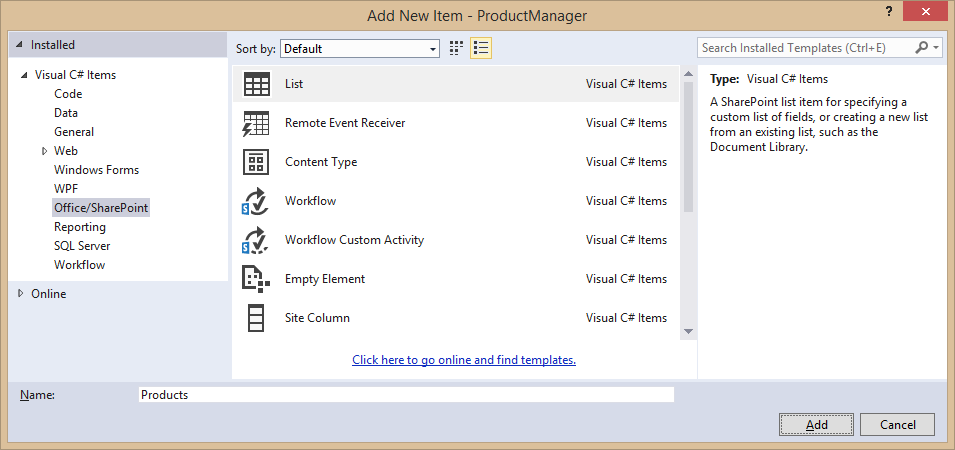 Add New Item - ProductManager
?
Installed
Sort by: Default
Search Installed Templates (Ctrl+E)
Visual C# Items
Code
Data
General
Web
Windows Forms
WPF
Office/SharePoint
Reporting
SQL Server
Workflow
Online
List Visual C# Items
Remote Event Receiver Visual C# Items
Content Type Visual C# Items
Workflow Visual C# Items
Workflow Custom Activity Visual C# Items
Empty Element Visual C# Items
Site Column Visual C# Items
Click here to go online and find templates.
Type: Visual C# Items
A SharePoint list item for specifying a
custom list of fields, or creating a new list
from an existing list, such as the
Document Library.
Name: Products
Add Cancel